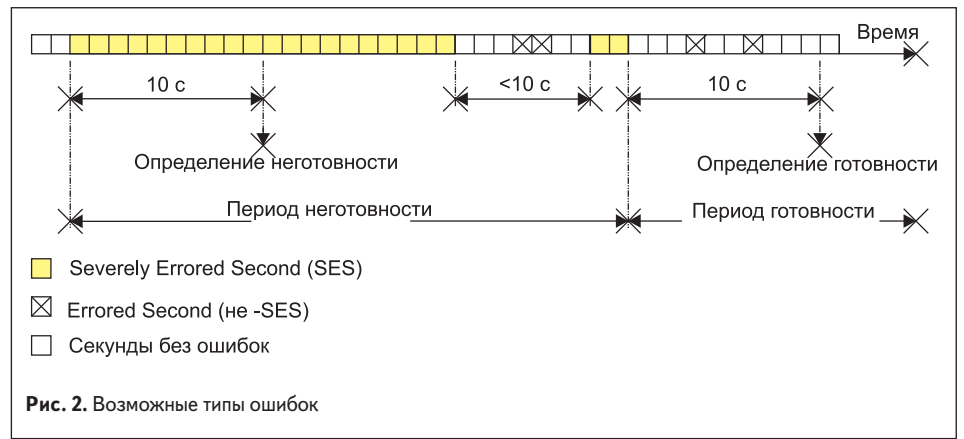 Время
10 с
<10 с
10 с
Определение неготовности
Определение готовности
Период неготовности
Период готовности
Severely Errored Second (SES)
Errored Second (не -SES)
Секунды без ошибок
Рис. 2. Возможные типы ошибок